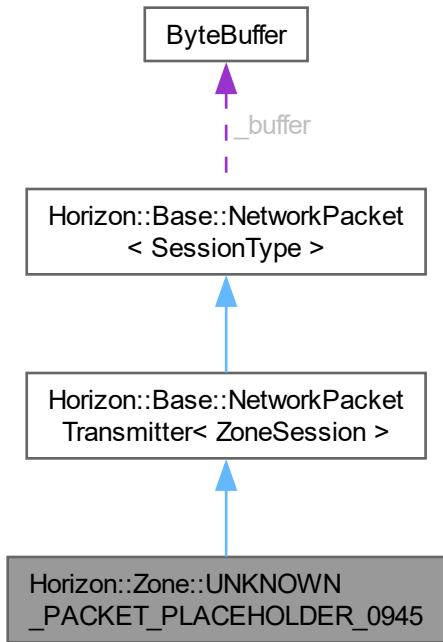 ByteBuffer
_buffer
Horizon::Base::NetworkPacket
< SessionType >
Horizon::Base::NetworkPacket
Transmitter< ZoneSession >
Horizon::Zone::UNKNOWN
_PACKET_PLACEHOLDER_0945